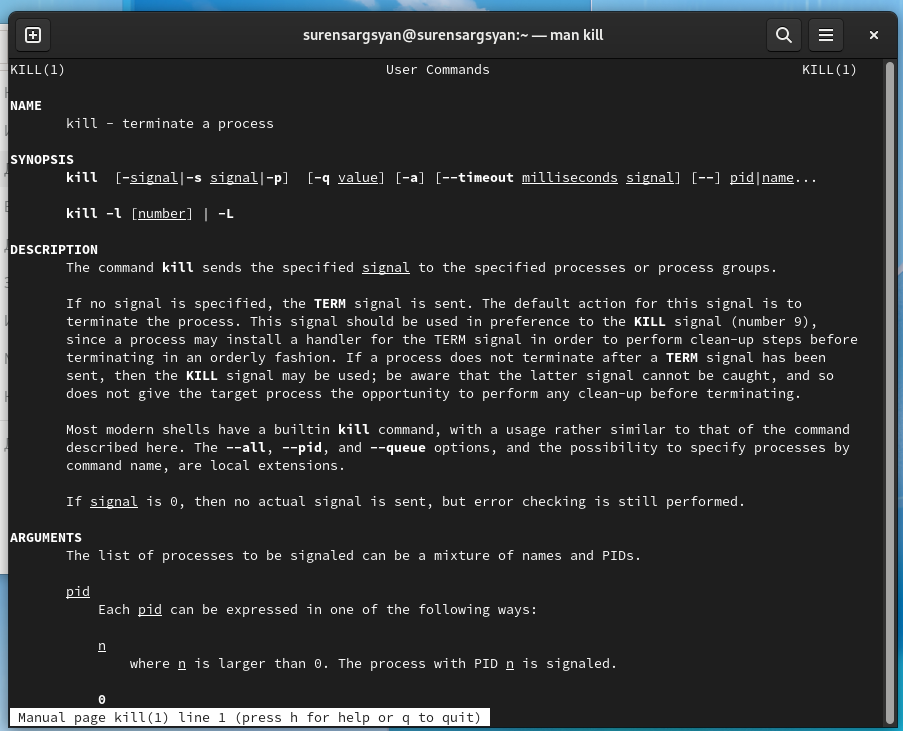 surensargsyan@surensargsyan:~ — man kill
KILL(1) User Commands KILL(1)
NAME
kill - terminate a process
SYNOPSIS
kill [-signal|-s signal|-p] [-q value] [-a] [--timeout milliseconds signal] [--] pid|name...
kill -l [number] | -L
DESCRIPTION
The command kill sends the specified signal to the specified processes or process groups.
If no signal is specified, the TERM signal is sent. The default action for this signal is to
terminate the process. This signal should be used in preference to the KILL signal (number 9),
since a process may install a handler for the TERM signal in order to perform clean-up steps before
terminating in an orderly fashion. If a process does not terminate after a TERM signal has been
sent, then the KILL signal may be used; be aware that the latter signal cannot be caught, and so
does not give the target process the opportunity to perform any clean-up before terminating.
Most modern shells have a builtin kill command, with a usage rather similar to that of the command
described here. The --all, --pid, and --queue options, and the possibility to specify processes by
command name, are local extensions.
If signal is 0, then no actual signal is sent, but error checking is still performed.
ARGUMENTS
The list of processes to be signaled can be a mixture of names and PIDs.
pid
Each pid can be expressed in one of the following ways:
n
where n is larger than 0. The process with PID n is signaled.
0
Manual page kill(1) line 1 (press h for help or q to quit)